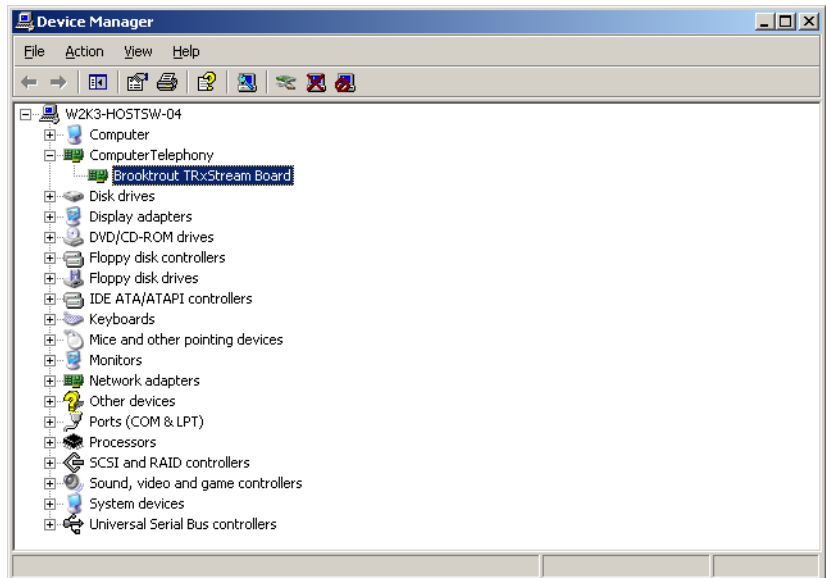 Device Manager
File Action View Help
W2K3-HOSTSW-04
Computer
ComputerTelephony
Brooktrout TRxStream Board
Disk drives
Display adapters
DVD/CD-ROM drives
Floppy disk controllers
Floppy disk drives
IDE ATA/ATAPI controllers
Keyboards
Mice and other pointing devices
Monitors
Network adapters
Other devices
Ports (COM & LPT)
Processors
SCSI and RAID controllers
Sound, video and game controllers
System devices
Universal Serial Bus controllers